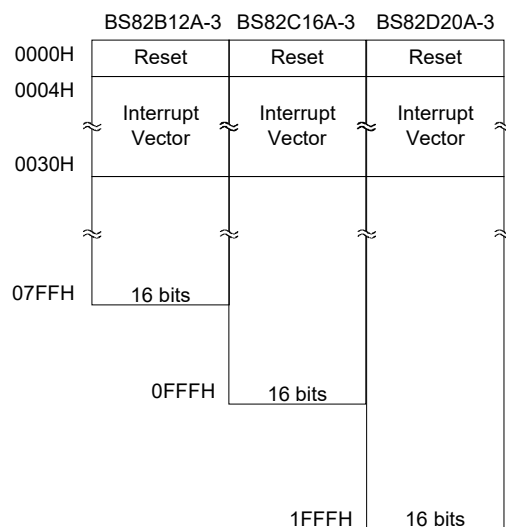 BS82B12A-3 BS82C16A-3 BS82D20A-3
0000H Reset Reset Reset
0004H
Interrupt Vector Interrupt Vector Interrupt Vector
0030H
07FFH 16 bits
0FFFH 16 bits
1FFFH 16 bits